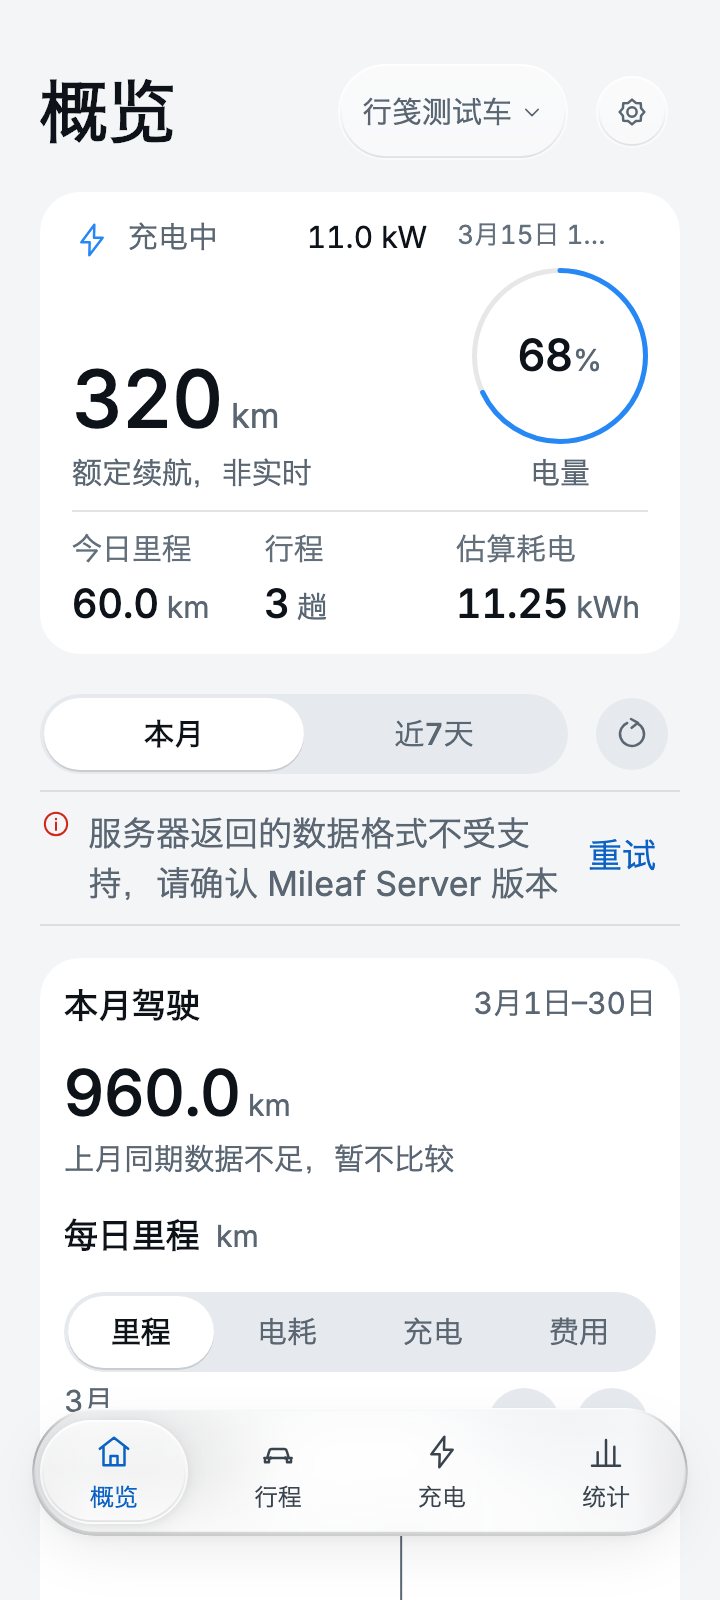 概览
行笺测试车
充电中
11.0 kW
3月15日 1...
68%
320 km
额定续航，非实时
电量
今日里程
行程
估算耗电
60.0 km
3 趟
11.25 kWh
本月
近7天
服务器返回的数据格式不受支
持，请确认 Mileaf Server 版本
重试
本月驾驶
3月1日–30日
960.0 km
上月同期数据不足，暂不比较
每日里程 km
里程
电耗
充电
费用
3月
概览
行程
充电
统计